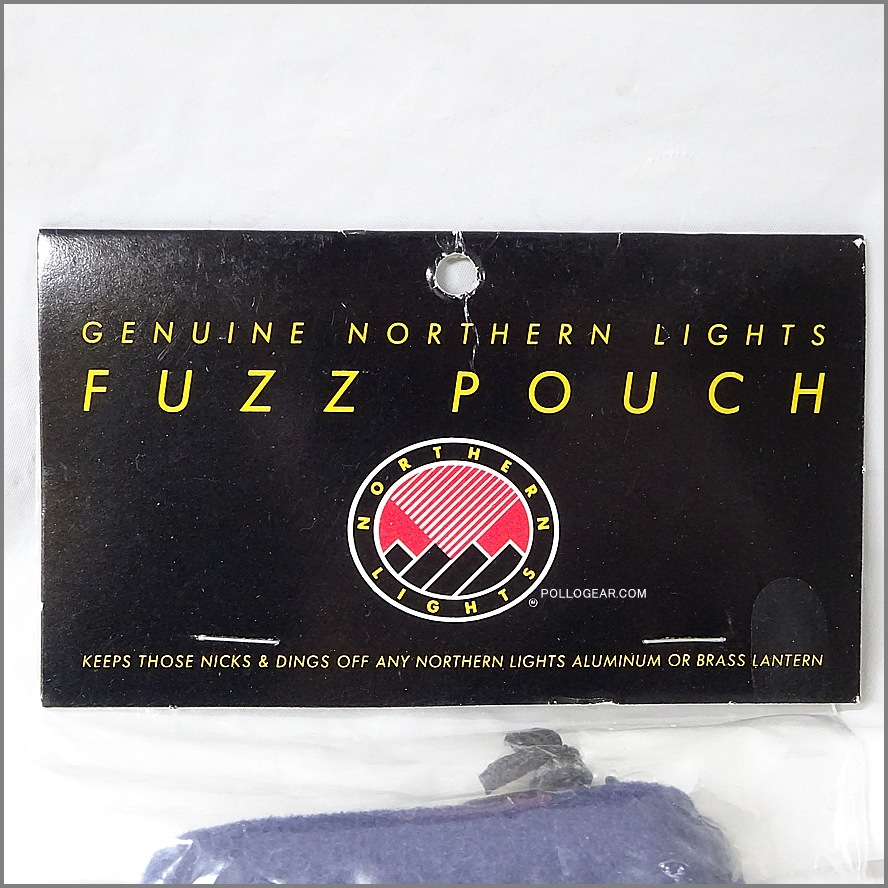 GENUINE NORTHERN LIGHTS
FUZZ POUCH
NORTHERN
LIGHTS
POLLOGEAR.COM
KEEPS THOSE NICKS & DINGS OFF ANY NORTHERN LIGHTS ALUMINUM OR BRASS LANTERN